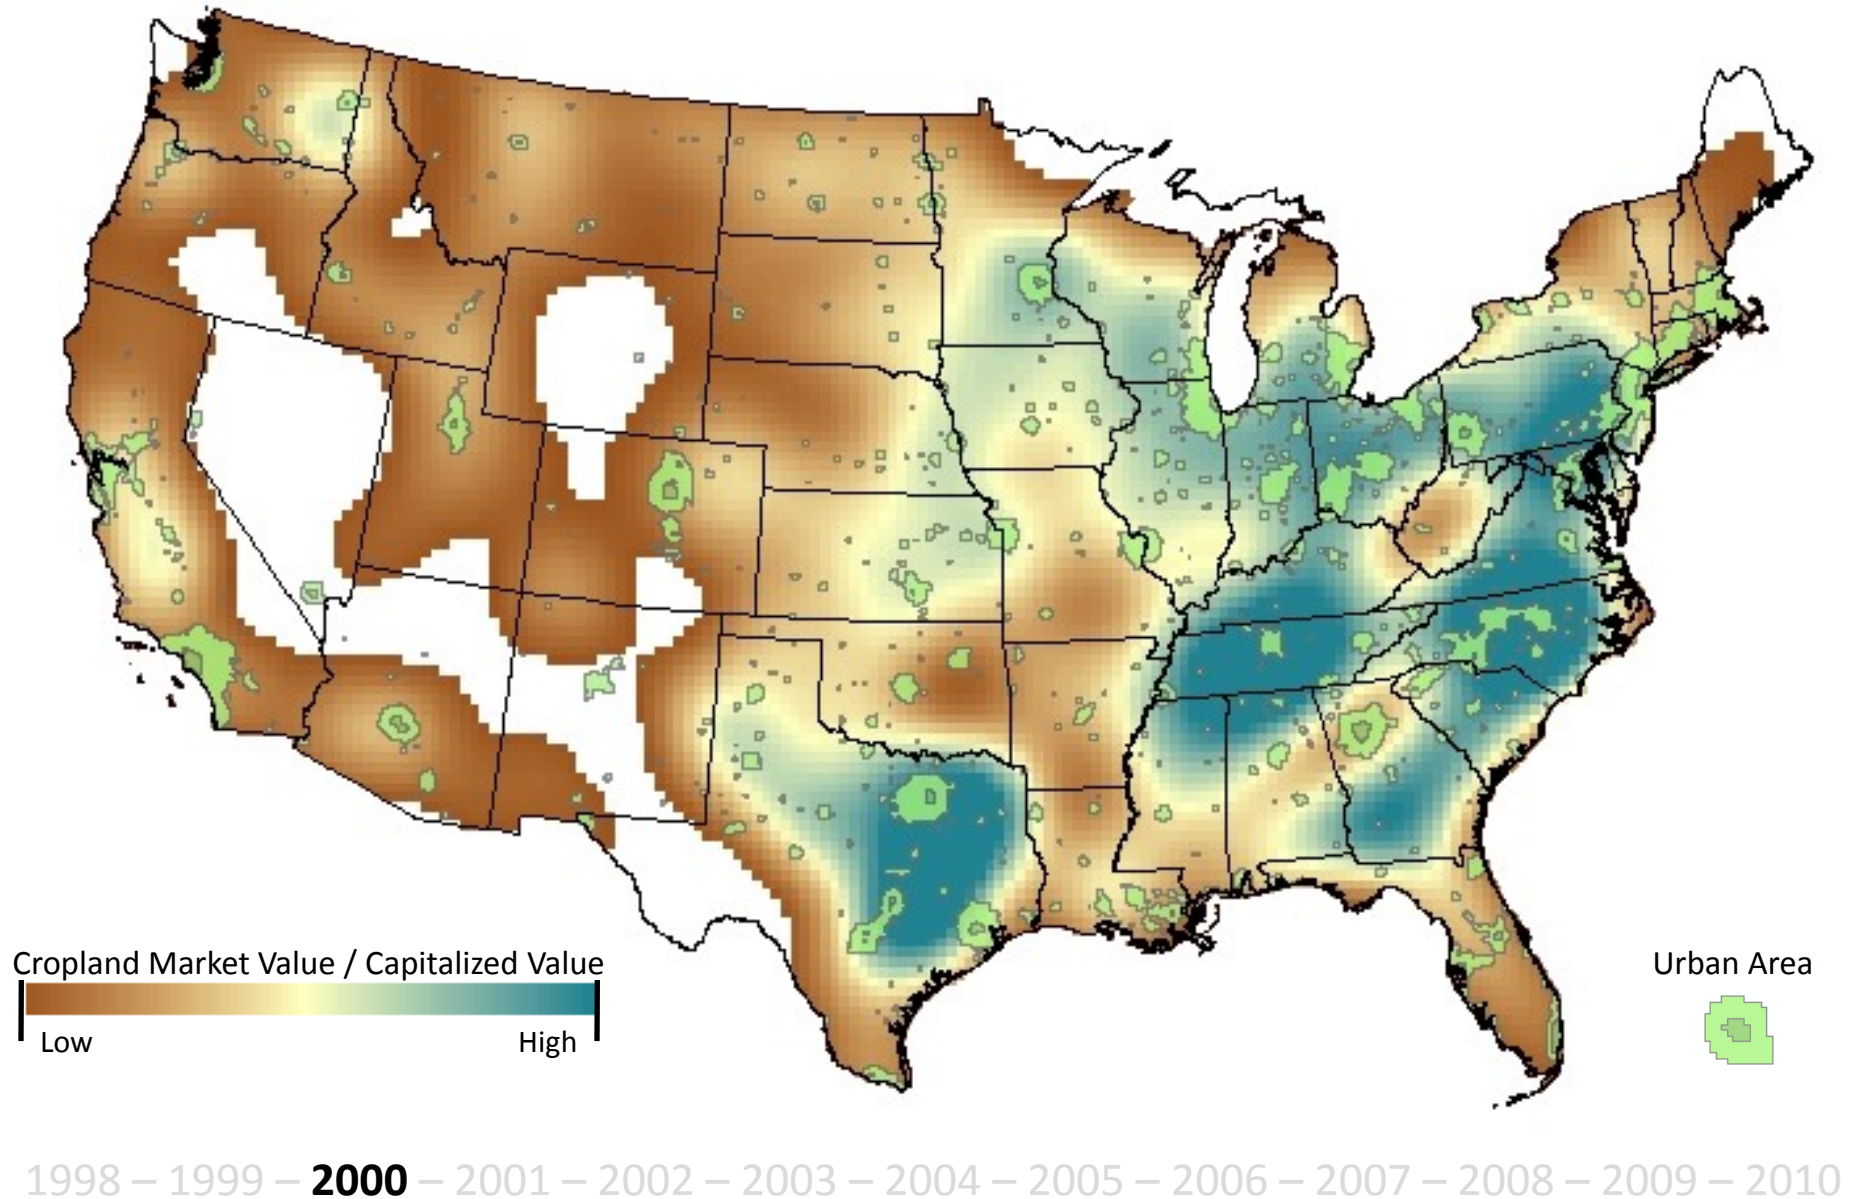 Cropland Market Value / Capitalized Value
Low
High
Urban Area
1998 – 1999 – 2000 – 2001 – 2002 – 2003 – 2004 – 2005 – 2006 – 2007 – 2008 – 2009 – 2010